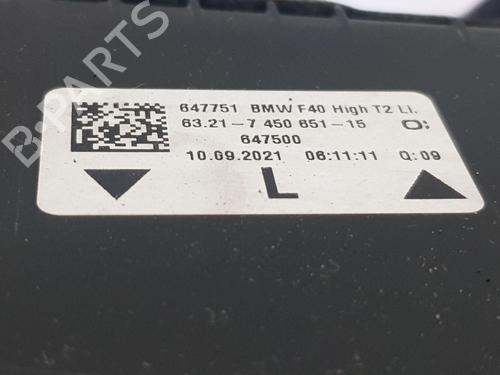 647751 BMW F40 High T2 LI.
63.21-7 450 651-15 O:
647500
10.09.2021 06:11:11 Q:09
L
B-PARTS